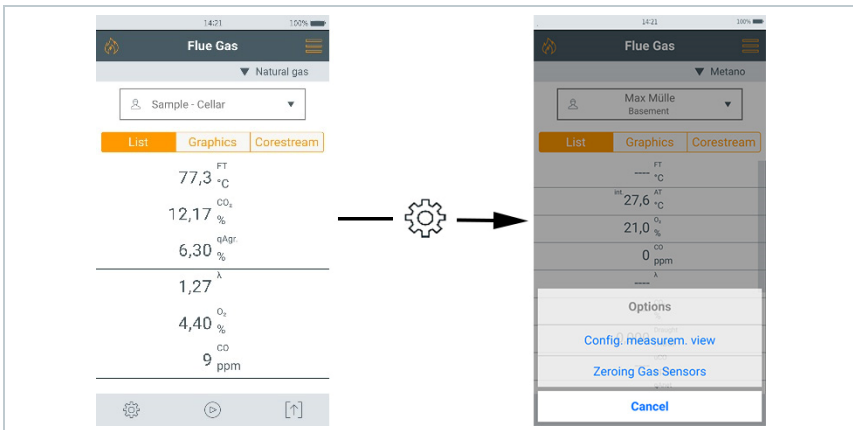 14:21 100%
Flue Gas
Natural gas
Sample - Cellar
List Graphics Corestream
77,3 FT °C
12,17 CO₂ %
6,30 qAgr. %
1,27 λ
4,40 O₂ %
9 CO ppm
14:21 100%
Flue Gas
Metano
Max Mülle
Basement
List Graphics Corestream
---- FT °C
int. 27,6 AT °C
21,0 O₂ %
0 CO ppm
---- λ
Options
Config. measurem. view
Zeroing Gas Sensors
Cancel